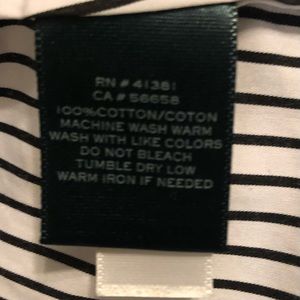 RN # 41381
CA # 56658
100%COTTON/COTON
MACHINE WASH WARM
WASH WITH LIKE COLORS
DO NOT BLEACH
TUMBLE DRY LOW
WARM IRON IF NEEDED